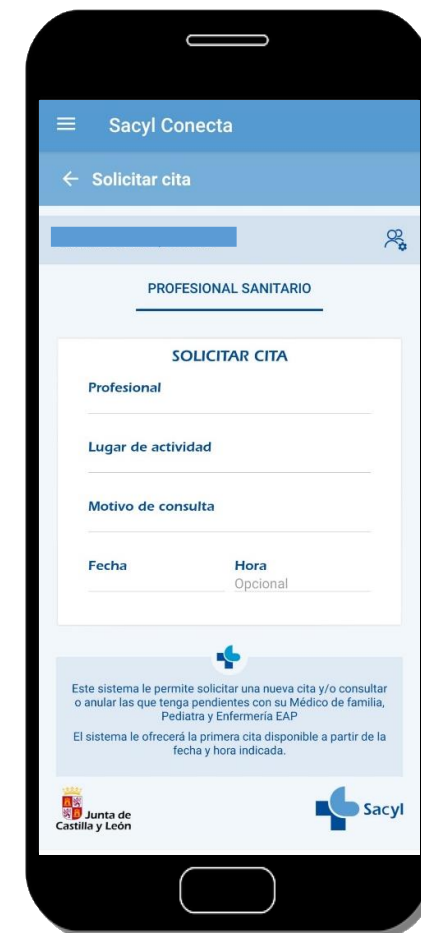 Sacyl Conecta
Solicitar cita
PROFESIONAL SANITARIO
SOLICITAR CITA
Profesional
Lugar de actividad
Motivo de consulta
Fecha Hora
Opcional
Este sistema le permite solicitar una nueva cita y/o consultar
o anular las que tenga pendientes con su Médico de familia,
Pediatra y Enfermería EAP
El sistema le ofrecerá la primera cita disponible a partir de la
fecha y hora indicada.
Junta de
Castilla y León
Sacyl